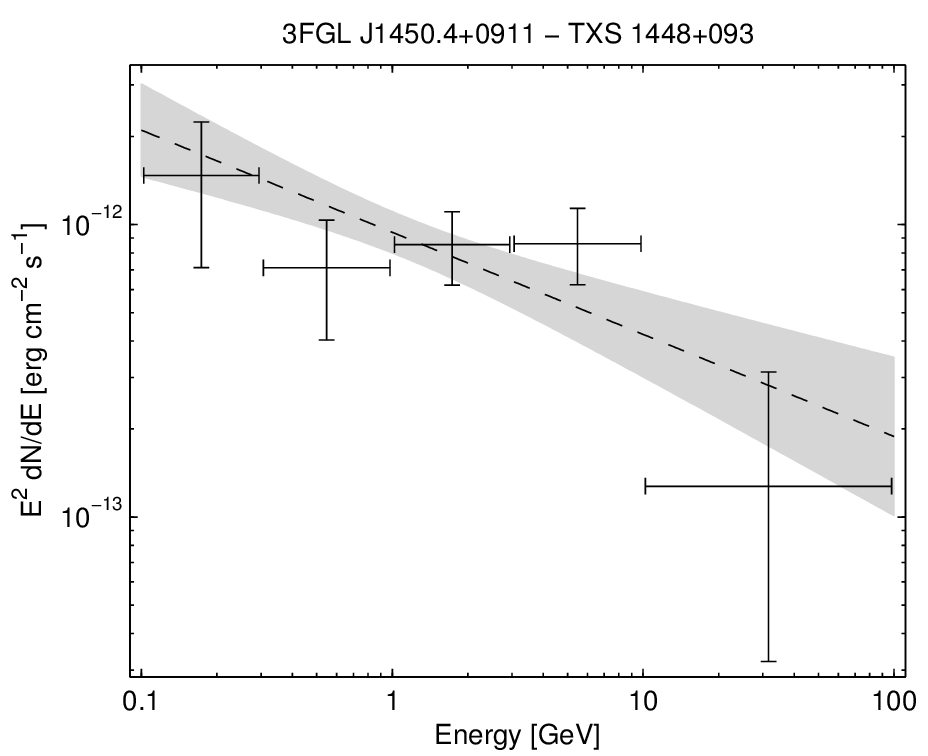 3FGL J1450.4+0911 − TXS 1448+093
E² dN/dE [erg cm⁻² s⁻¹]
10⁻¹²
10⁻¹³
0.1 1 10 100
Energy [GeV]